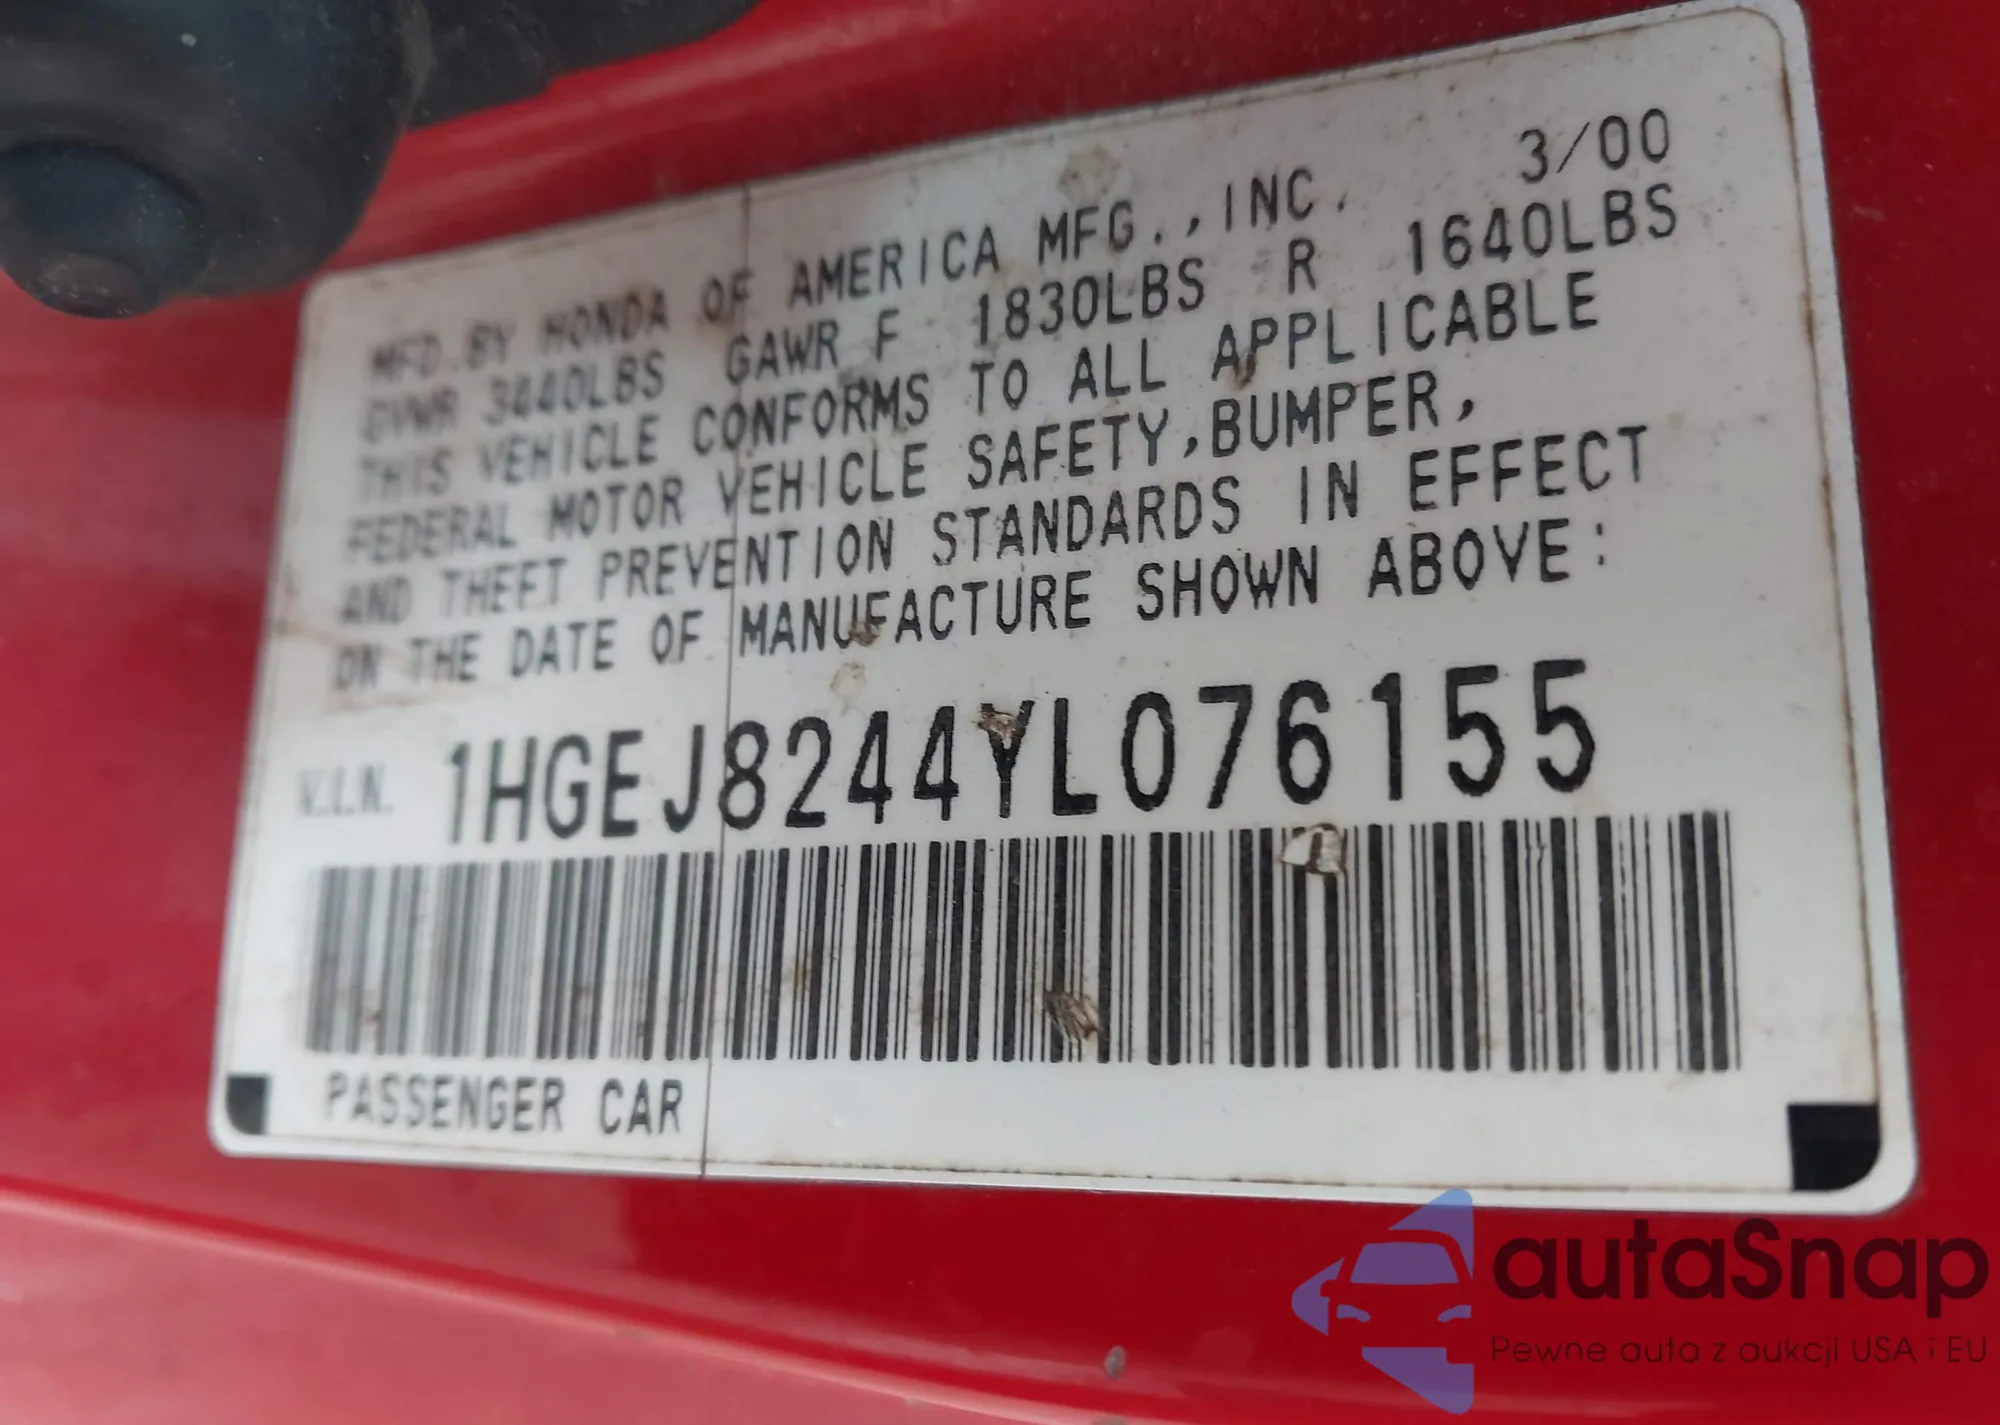 3/00
MFD.BY HONDA OF AMERICA MFG.,INC.
GVWR 3440LBS GAWR F 1830LBS R 1640LBS
THIS VEHICLE CONFORMS TO ALL APPLICABLE
FEDERAL MOTOR VEHICLE SAFETY,BUMPER,
AND THEFT PREVENTION STANDARDS IN EFFECT
ON THE DATE OF MANUFACTURE SHOWN ABOVE:
V.I.N. 1HGEJ8244YL076155
PASSENGER CAR
autaSnap
Pewne auta z aukcji USA i EU